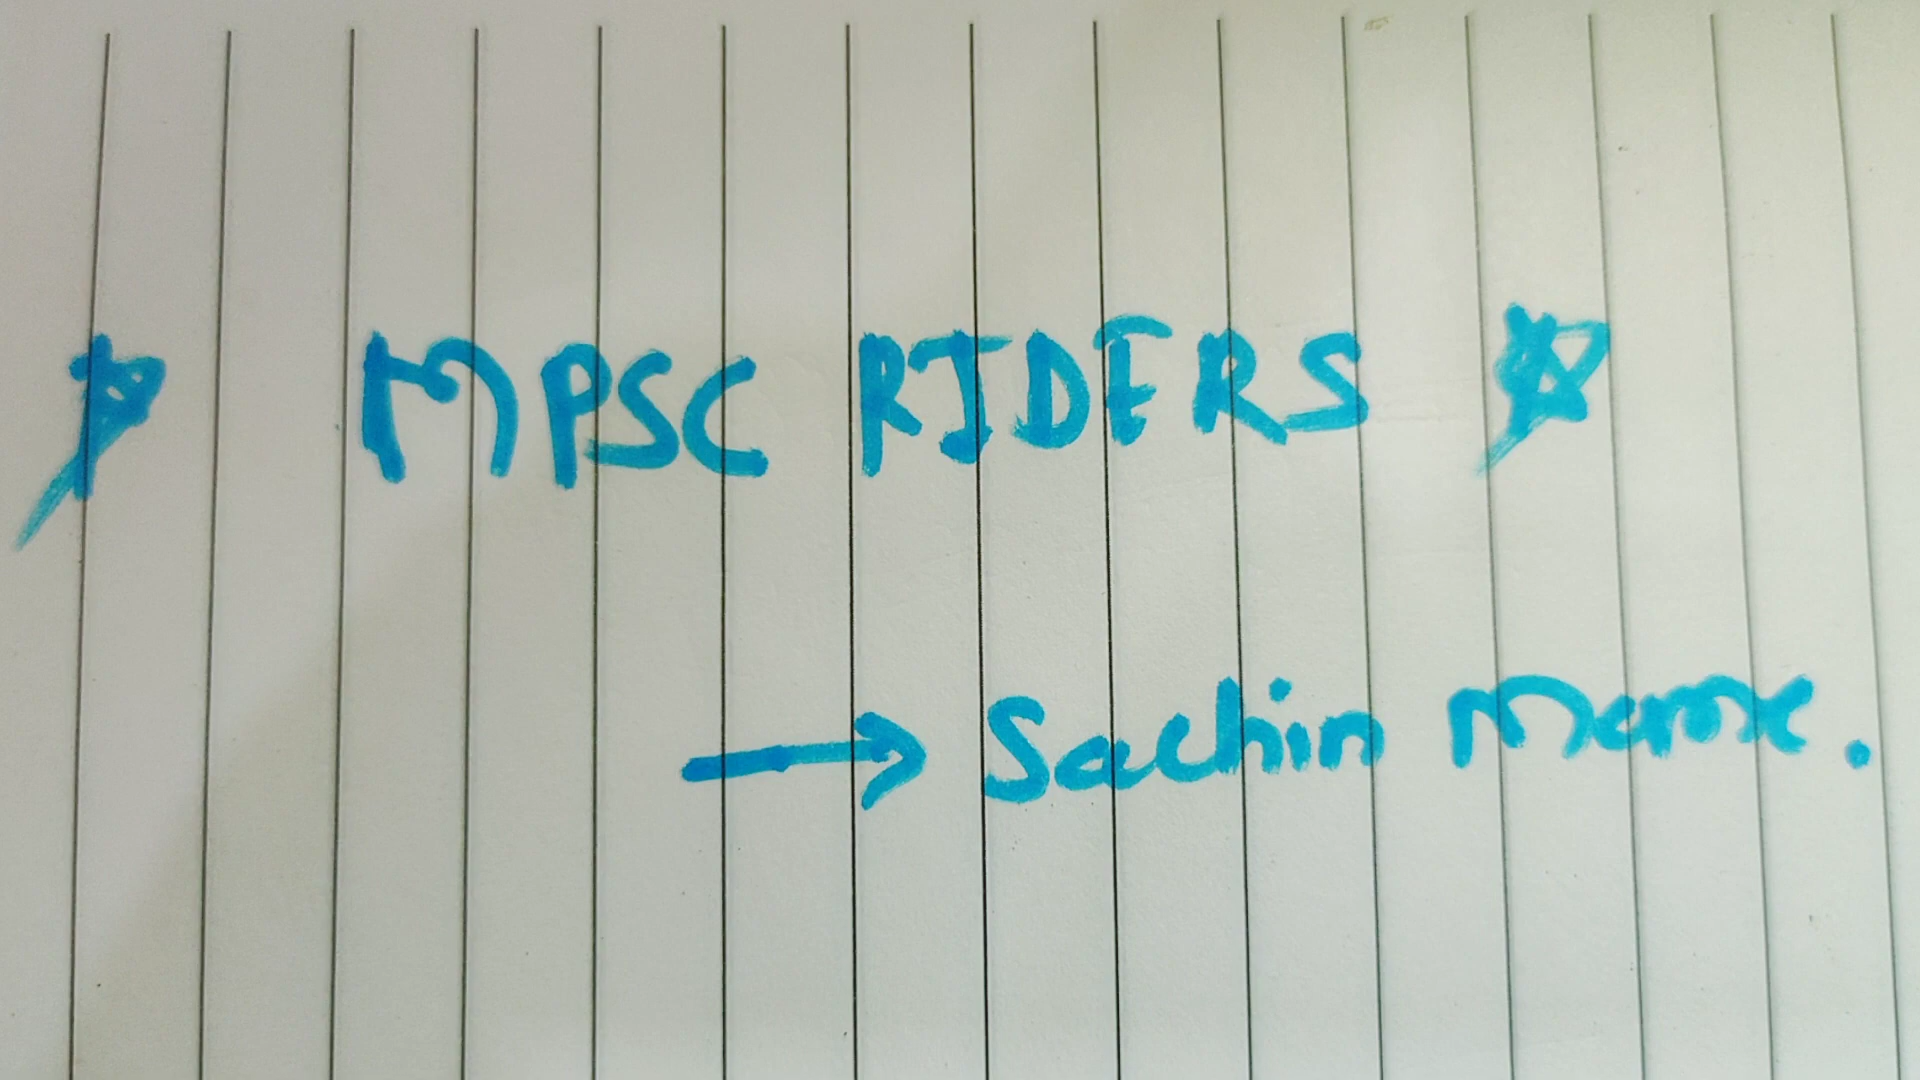 ★ MPSC RIDERS ★
→ Sachin